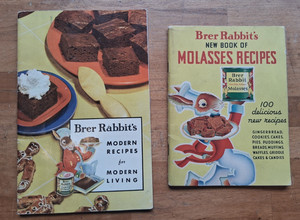 Brer Rabbit's
MODERN
RECIPES
for
MODERN
LIVING
Brer Rabbit's
NEW BOOK OF
MOLASSES RECIPES
Brer
Rabbit
Molasses
100
delicious
new recipes
GINGERBREAD,
COOKIES, CAKES,
PIES, PUDDINGS,
BREADS, MUFFINS,
WAFFLES, GRIDDLE
CAKES & CANDIES